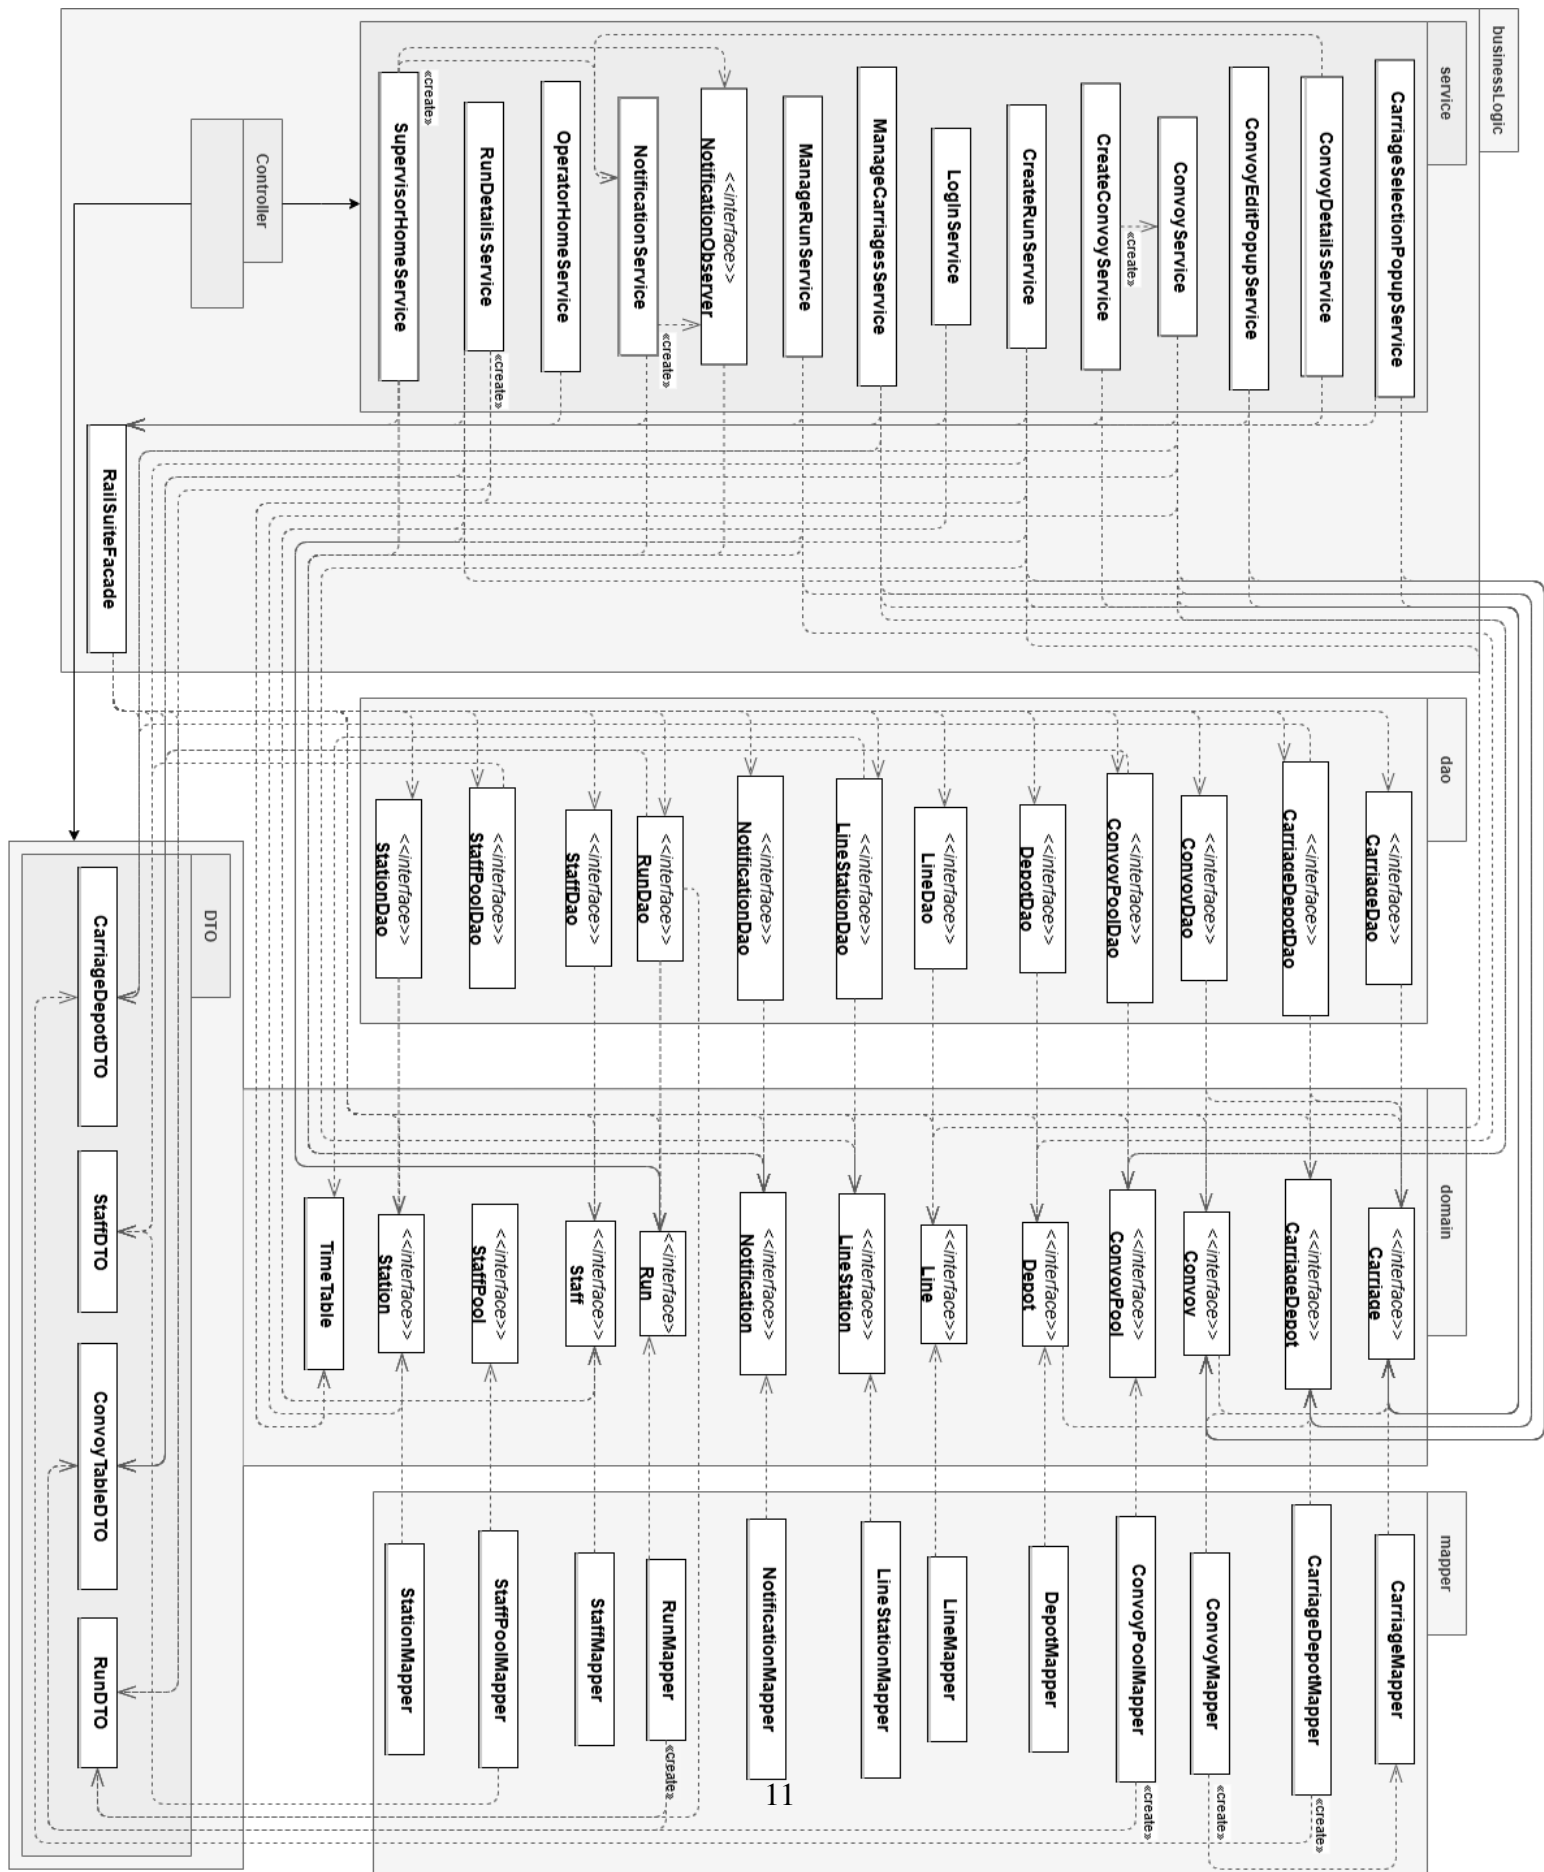 businessLogic
service
CarriageSelectionPopupService
ConvoyDetailsService
ConvoyEditPopupService
ConvoyService
«create»
CreateConvoyService
CreateRunService
LogInService
ManageCarriagesService
ManageRunService
<<interface>>
NotificationObserver
«create»
NotificationService
OperatorHomeService
«create»
RunDetailsService
«create»
SupervisorHomeService
Controller
RailSuiteFacade
dao
<<interface>>
CarriageDao
<<interface>>
CarriageDepotDao
<<interface>>
ConvoyDao
<<interface>>
ConvoyPoolDao
<<interface>>
DepotDao
<<interface>>
LineDao
<<interface>>
LineStationDao
<<interface>>
NotificationDao
<<interface>>
RunDao
<<interface>>
StaffDao
<<interface>>
StaffPoolDao
<<interface>>
StationDao
domain
<<interface>>
Carriage
<<interface>>
CarriageDepot
<<interface>>
Convoy
<<interface>>
ConvoyPool
<<interface>>
Depot
<<interface>>
Line
<<interface>>
LineStation
<<interface>>
Notification
<<interface>>
Run
<<interface>>
Staff
<<interface>>
StaffPool
<<interface>>
Station
TimeTable
mapper
CarriageMapper
CarriageDepotMapper
«create»
ConvoyMapper
«create»
ConvoyPoolMapper
«create»
DepotMapper
LineMapper
LineStationMapper
NotificationMapper
RunMapper
«create»
StaffMapper
StaffPoolMapper
StationMapper
DTO
CarriageDepotDTO
StaffDTO
ConvoyTableDTO
RunDTO
11